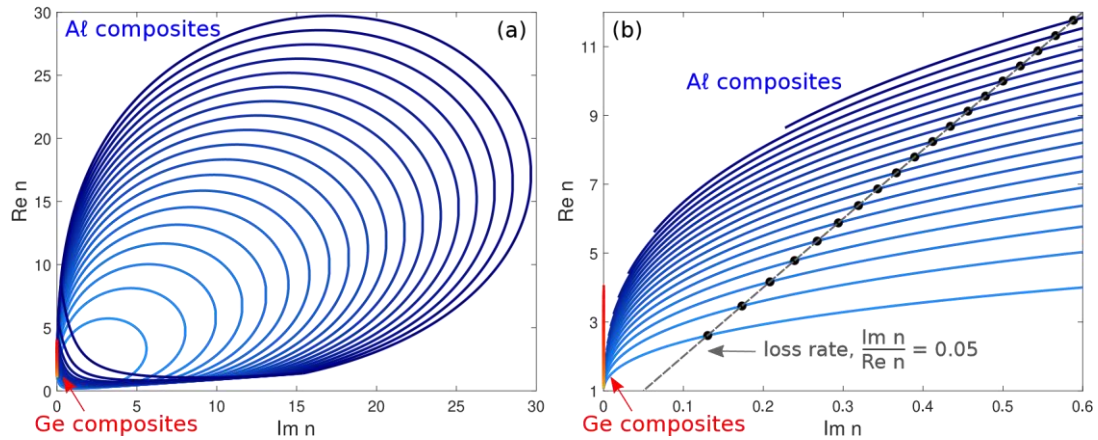 30
25
20
15
10
5
0
Re n
Aℓ composites
(a)
Ge composites
0
5
10
15
20
25
30
Im n
11
9
7
5
3
1
Re n
(b)
Aℓ composites
loss rate, Im n / Re n = 0.05
Ge composites
0
0.1
0.2
0.3
0.4
0.5
0.6
Im n